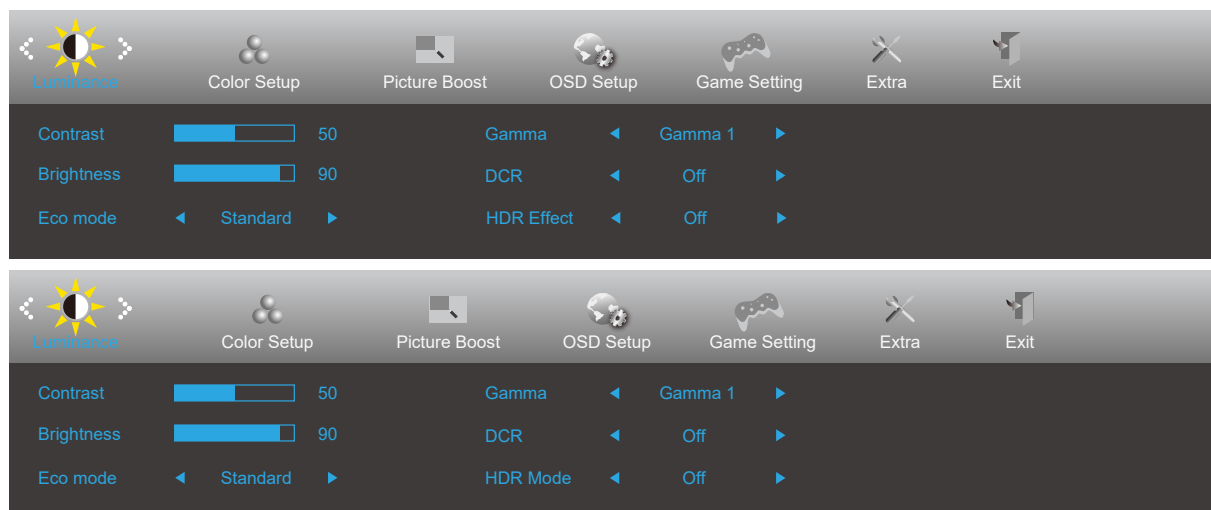 Luminance Color Setup Picture Boost OSD Setup Game Setting Extra Exit
Contrast 50 Gamma Gamma 1
Brightness 90 DCR Off
Eco mode Standard HDR Effect Off
Luminance Color Setup Picture Boost OSD Setup Game Setting Extra Exit
Contrast 50 Gamma Gamma 1
Brightness 90 DCR Off
Eco mode Standard HDR Mode Off